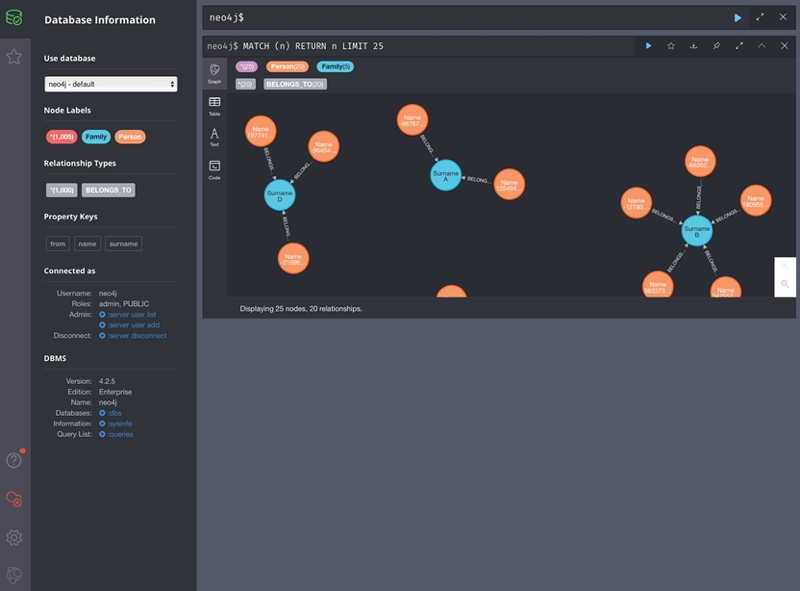 Database Information
Use database
neo4j - default
Node Labels
*(1,005) Family Person
Relationship Types
*(1,000) BELONGS_TO
Property Keys
from name surname
Connected as
Username: neo4j
Roles: admin, PUBLIC
Admin: :server user list
:server user add
Disconnect: :server disconnect
DBMS
Version: 4.2.5
Edition: Enterprise
Name: neo4j
Databases: :dbs
Information: :sysinfo
Query List: :queries
neo4j$
neo4j$ MATCH (n) RETURN n LIMIT 25
*(25) Person(20) Family(5)
*(20) BELONGS_TO(20)
Graph
Table
Text
Code
Name
197741...
Name
-96454...
Surname
D
Name
-21096...
BELONGS...
BELONG...
BELONG...
Name
-96787...
Surname
A
Name
125494...
BELONG...
BELONG...
Name
-66352...
Name
-12780...
Name
180955...
Surname
B
Name
563373...
Name
BELONGS...
BELONGS...
BELONGS...
BELONGS...
BELONGS...
Displaying 25 nodes, 20 relationships.